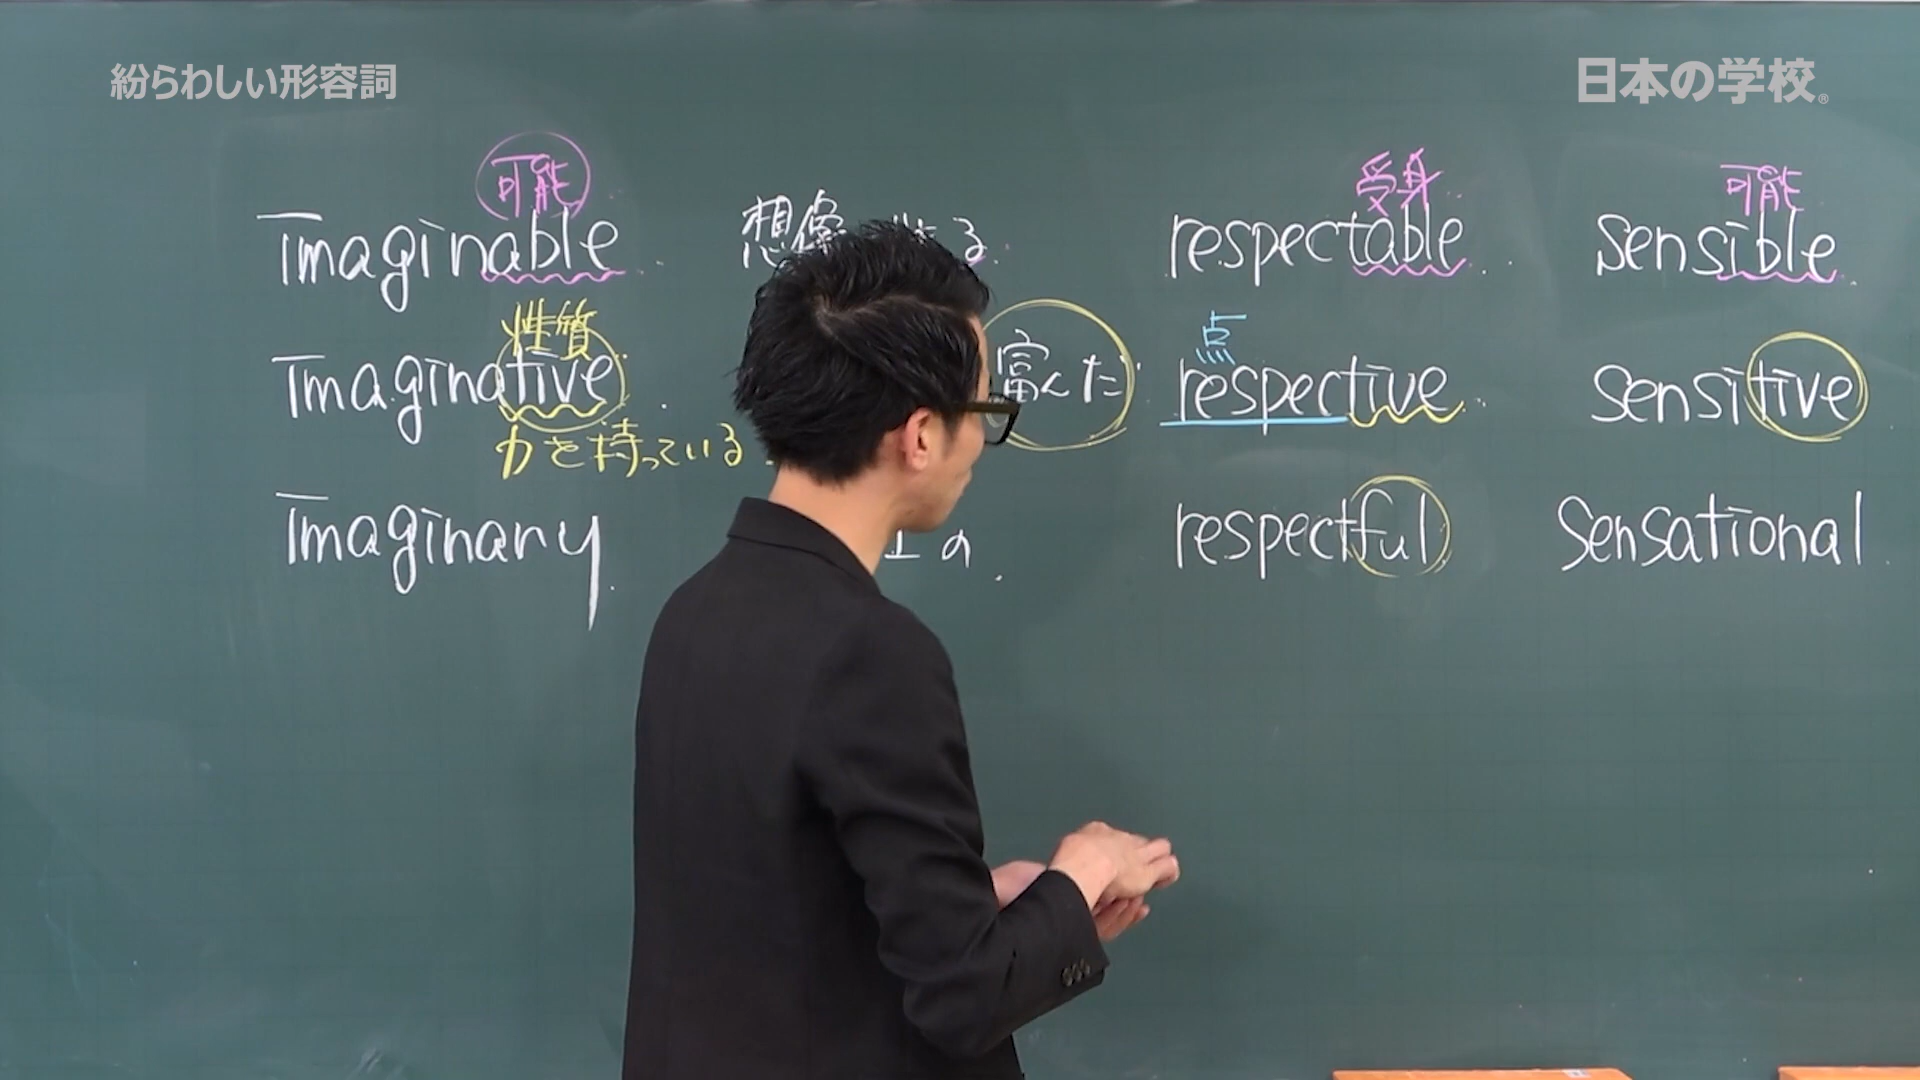 紛らわしい形容詞
日本の学校®
可能
imaginable
想像
る
性質
imaginative
力を持っている
富んだ
imaginary
の
受身
respectable
点
respective
respectful
可能
sensible
sensitive
sensational